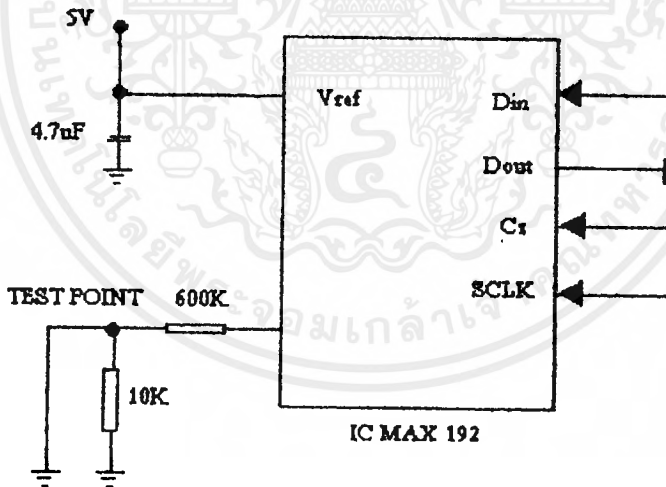 5V
Vref
Din
4.7uF
Dout
Cs
SCLK
TEST POINT
600K
10K
IC MAX 192